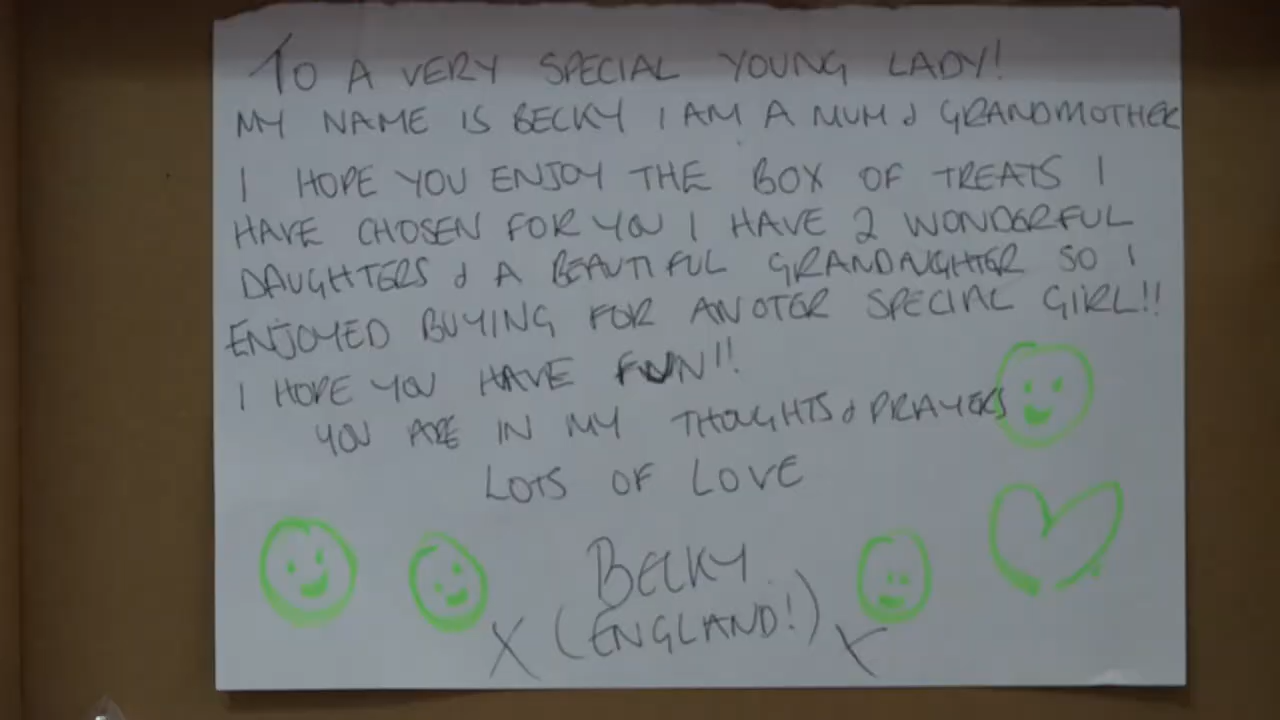 TO A VERY SPECIAL YOUNG LADY!
MY NAME IS BECKY I AM A MUM & GRANDMOTHER
I HOPE YOU ENJOY THE BOX OF TREATS I
HAVE CHOSEN FOR YOU I HAVE 2 WONDERFUL
DAUGHTERS & A BEAUTIFUL GRANDAUGHTER SO I
ENJOYED BUYING FOR ANOTER SPECIAL GIRL!!
I HOPE YOU HAVE FUN!!
YOU ARE IN MY THOUGHTS & PRAYERS
LOTS OF LOVE
BECKY
X (ENGLAND!) X